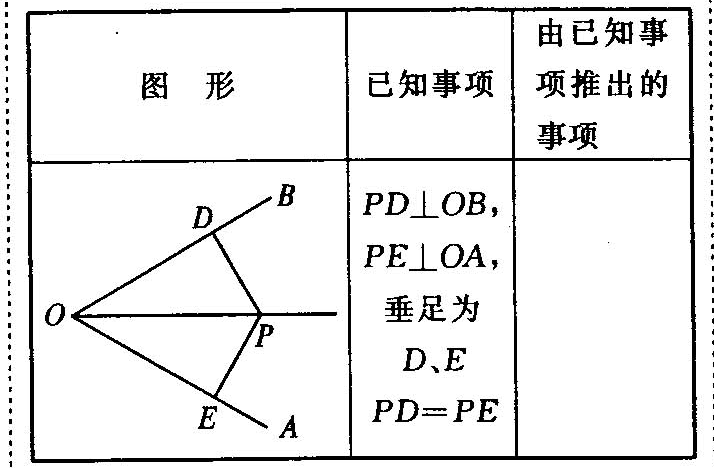 图 形
已知事项
由已知事
项推出的
事项
B
D
O
P
E
A
PD⊥OB,
PE⊥OA,
垂足为
D、E
PD=PE